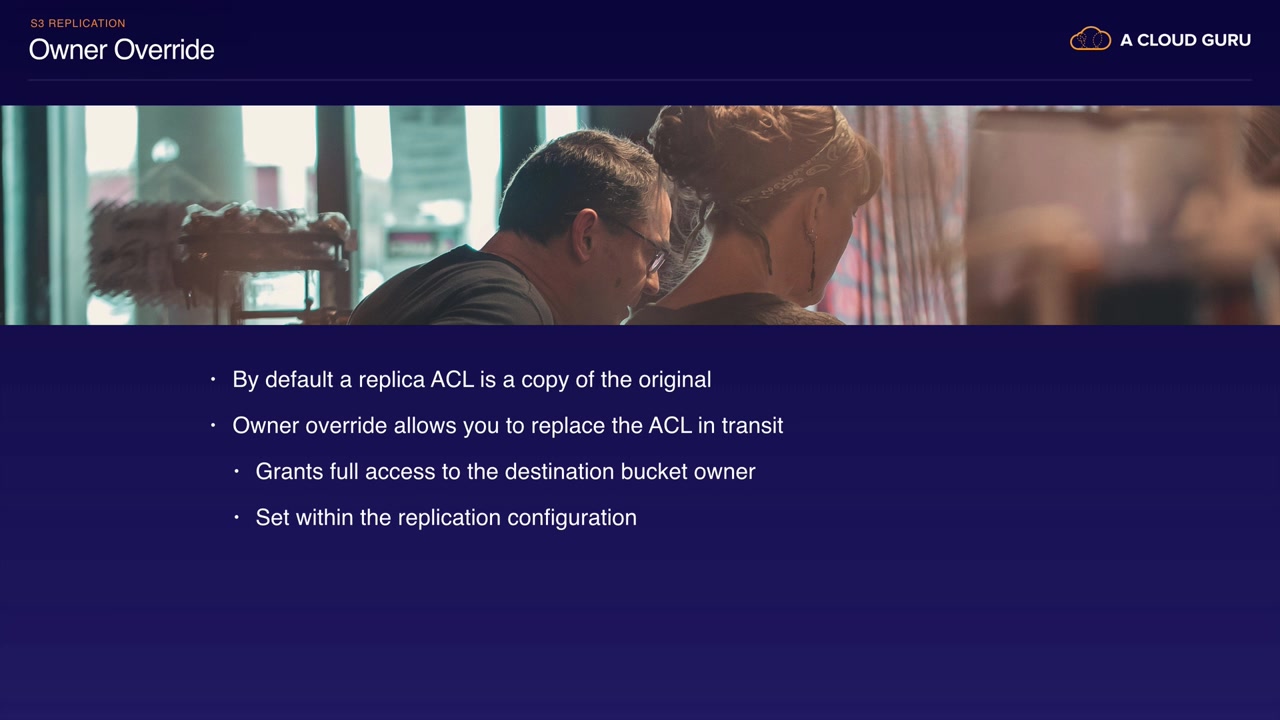 S3 REPLICATION
Owner Override
A CLOUD GURU
• By default a replica ACL is a copy of the original
• Owner override allows you to replace the ACL in transit
• Grants full access to the destination bucket owner
• Set within the replication configuration